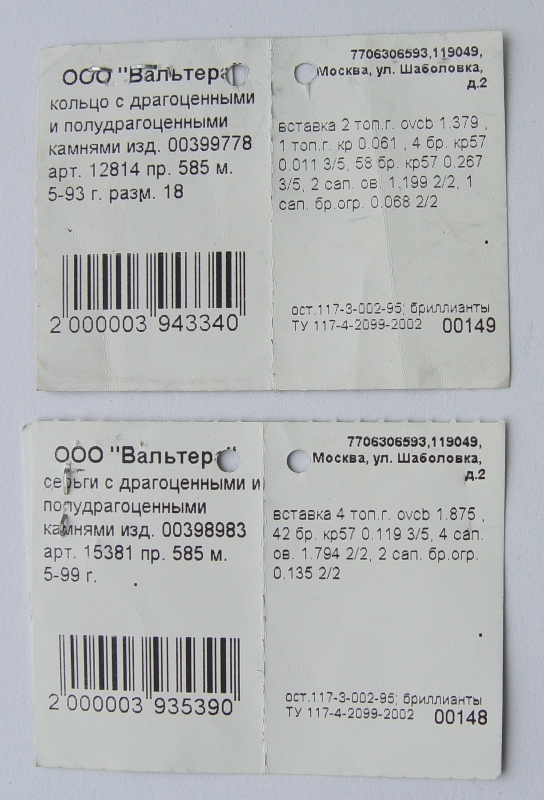 ООО "Вальтера"
кольцо с драгоценными
и полудрагоценными
камнями изд. 00399778
арт. 12814 пр. 585 м.
5-93 г. разм. 18
2 000003 943340
7706306593,119049,
Москва, ул. Шаболовка,
д.2
вставка 2 топ.г. ovcb 1.379 ,
1 топ.г. кр 0.061 , 4 бр. кр57
0.011 3/5, 58 бр. кр57 0.267
3/5, 2 сап. ов. 1,199 2/2, 1
сап. бр.огр. 0.068 2/2
ост.117-3-002-95; бриллианты
ТУ 117-4-2099-2002 00149
ООО "Вальтера"
серьги с драгоценными и
полудрагоценными
камнями изд. 00398983
арт. 15381 пр. 585 м.
5-99 г.
2 000003 935390
7706306593,119049,
Москва, ул. Шаболовка,
д.2
вставка 4 топ.г. ovcb 1.875 ,
42 бр. кр57 0.119 3/5, 4 сап.
ов. 1.794 2/2, 2 сап. бр.огр.
0.135 2/2
ост.117-3-002-95; бриллианты
ТУ 117-4-2099-2002 00148